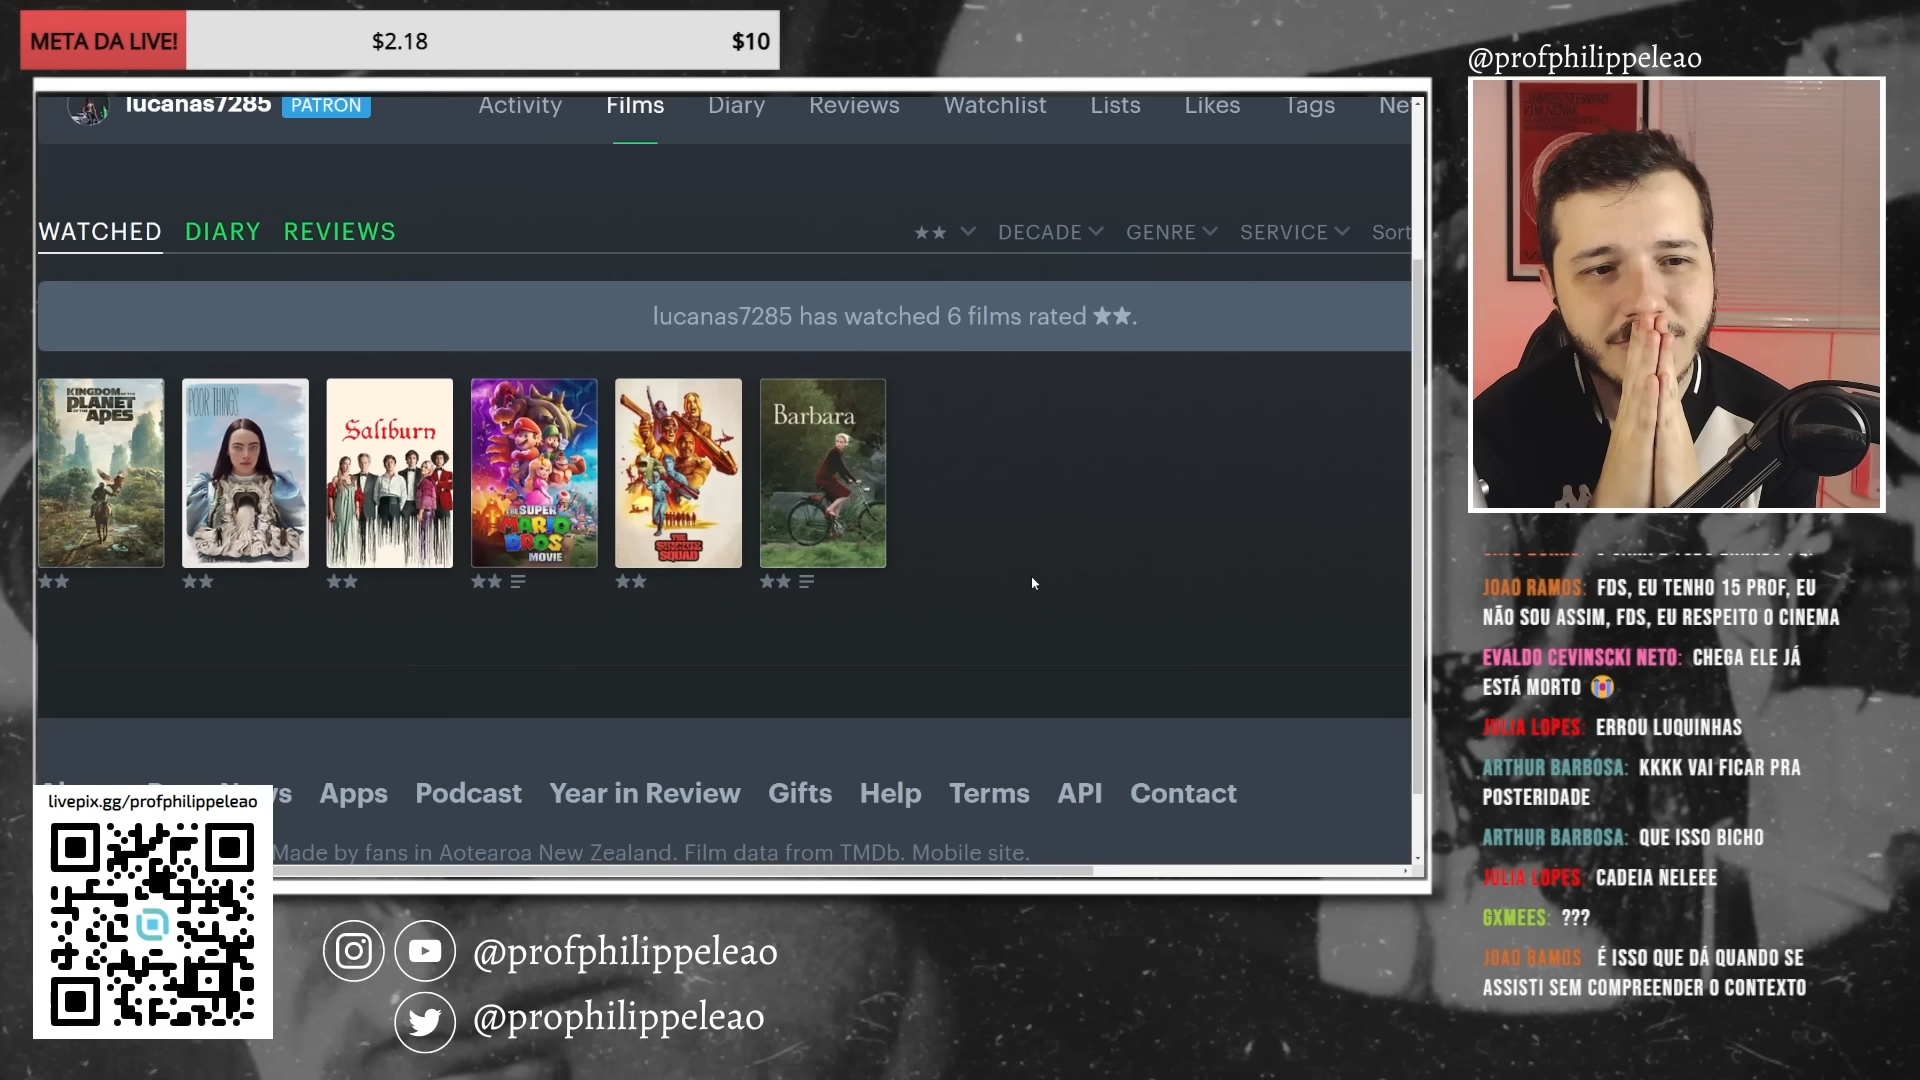 META DA LIVE!
$2.18
$10
@profphilippeleao
lucanas7285 PATRON
Activity Films Diary Reviews Watchlist Lists Likes Tags Ne
WATCHED DIARY REVIEWS
★★ DECADE GENRE SERVICE Sort
lucanas7285 has watched 6 films rated ★★.
KINGDOM OF THE
PLANET
OF THE APES
POOR THINGS
Saltburn
THE SUPER
MARIO
BROS
MOVIE
THE
SUICIDE
SQUAD
Barbara
★★ ★★ ★★ ★★ ★★ ★★
Apps Podcast Year in Review Gifts Help Terms API Contact
Made by fans in Aotearoa New Zealand. Film data from TMDb. Mobile site.
livepix.gg/profphilippeleao
@profphilippeleao
@prophilippeleao
JAMES STEWART
KIM NOVAK
JOAO RAMOS: FDS, EU TENHO 15 PROF, EU
NÃO SOU ASSIM, FDS, EU RESPEITO O CINEMA
EVALDO CEVINSCKI NETO: CHEGA ELE JÁ
ESTÁ MORTO 😭
JULIA LOPES: ERROU LUQUINHAS
ARTHUR BARBOSA: KKKK VAI FICAR PRA
POSTERIDADE
ARTHUR BARBOSA: QUE ISSO BICHO
JULIA LOPES: CADEIA NELEEE
GXMEES: ???
JOAO RAMOS: É ISSO QUE DÁ QUANDO SE
ASSISTI SEM COMPREENDER O CONTEXTO